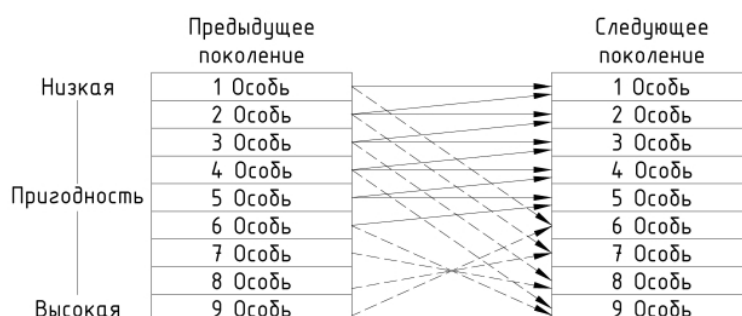 Предыдущее
поколение
Следующее
поколение
Низкая
Пригодность
Высокая
1 Особь
2 Особь
3 Особь
4 Особь
5 Особь
6 Особь
7 Особь
8 Особь
9 Особь
1 Особь
2 Особь
3 Особь
4 Особь
5 Особь
6 Особь
7 Особь
8 Особь
9 Особь